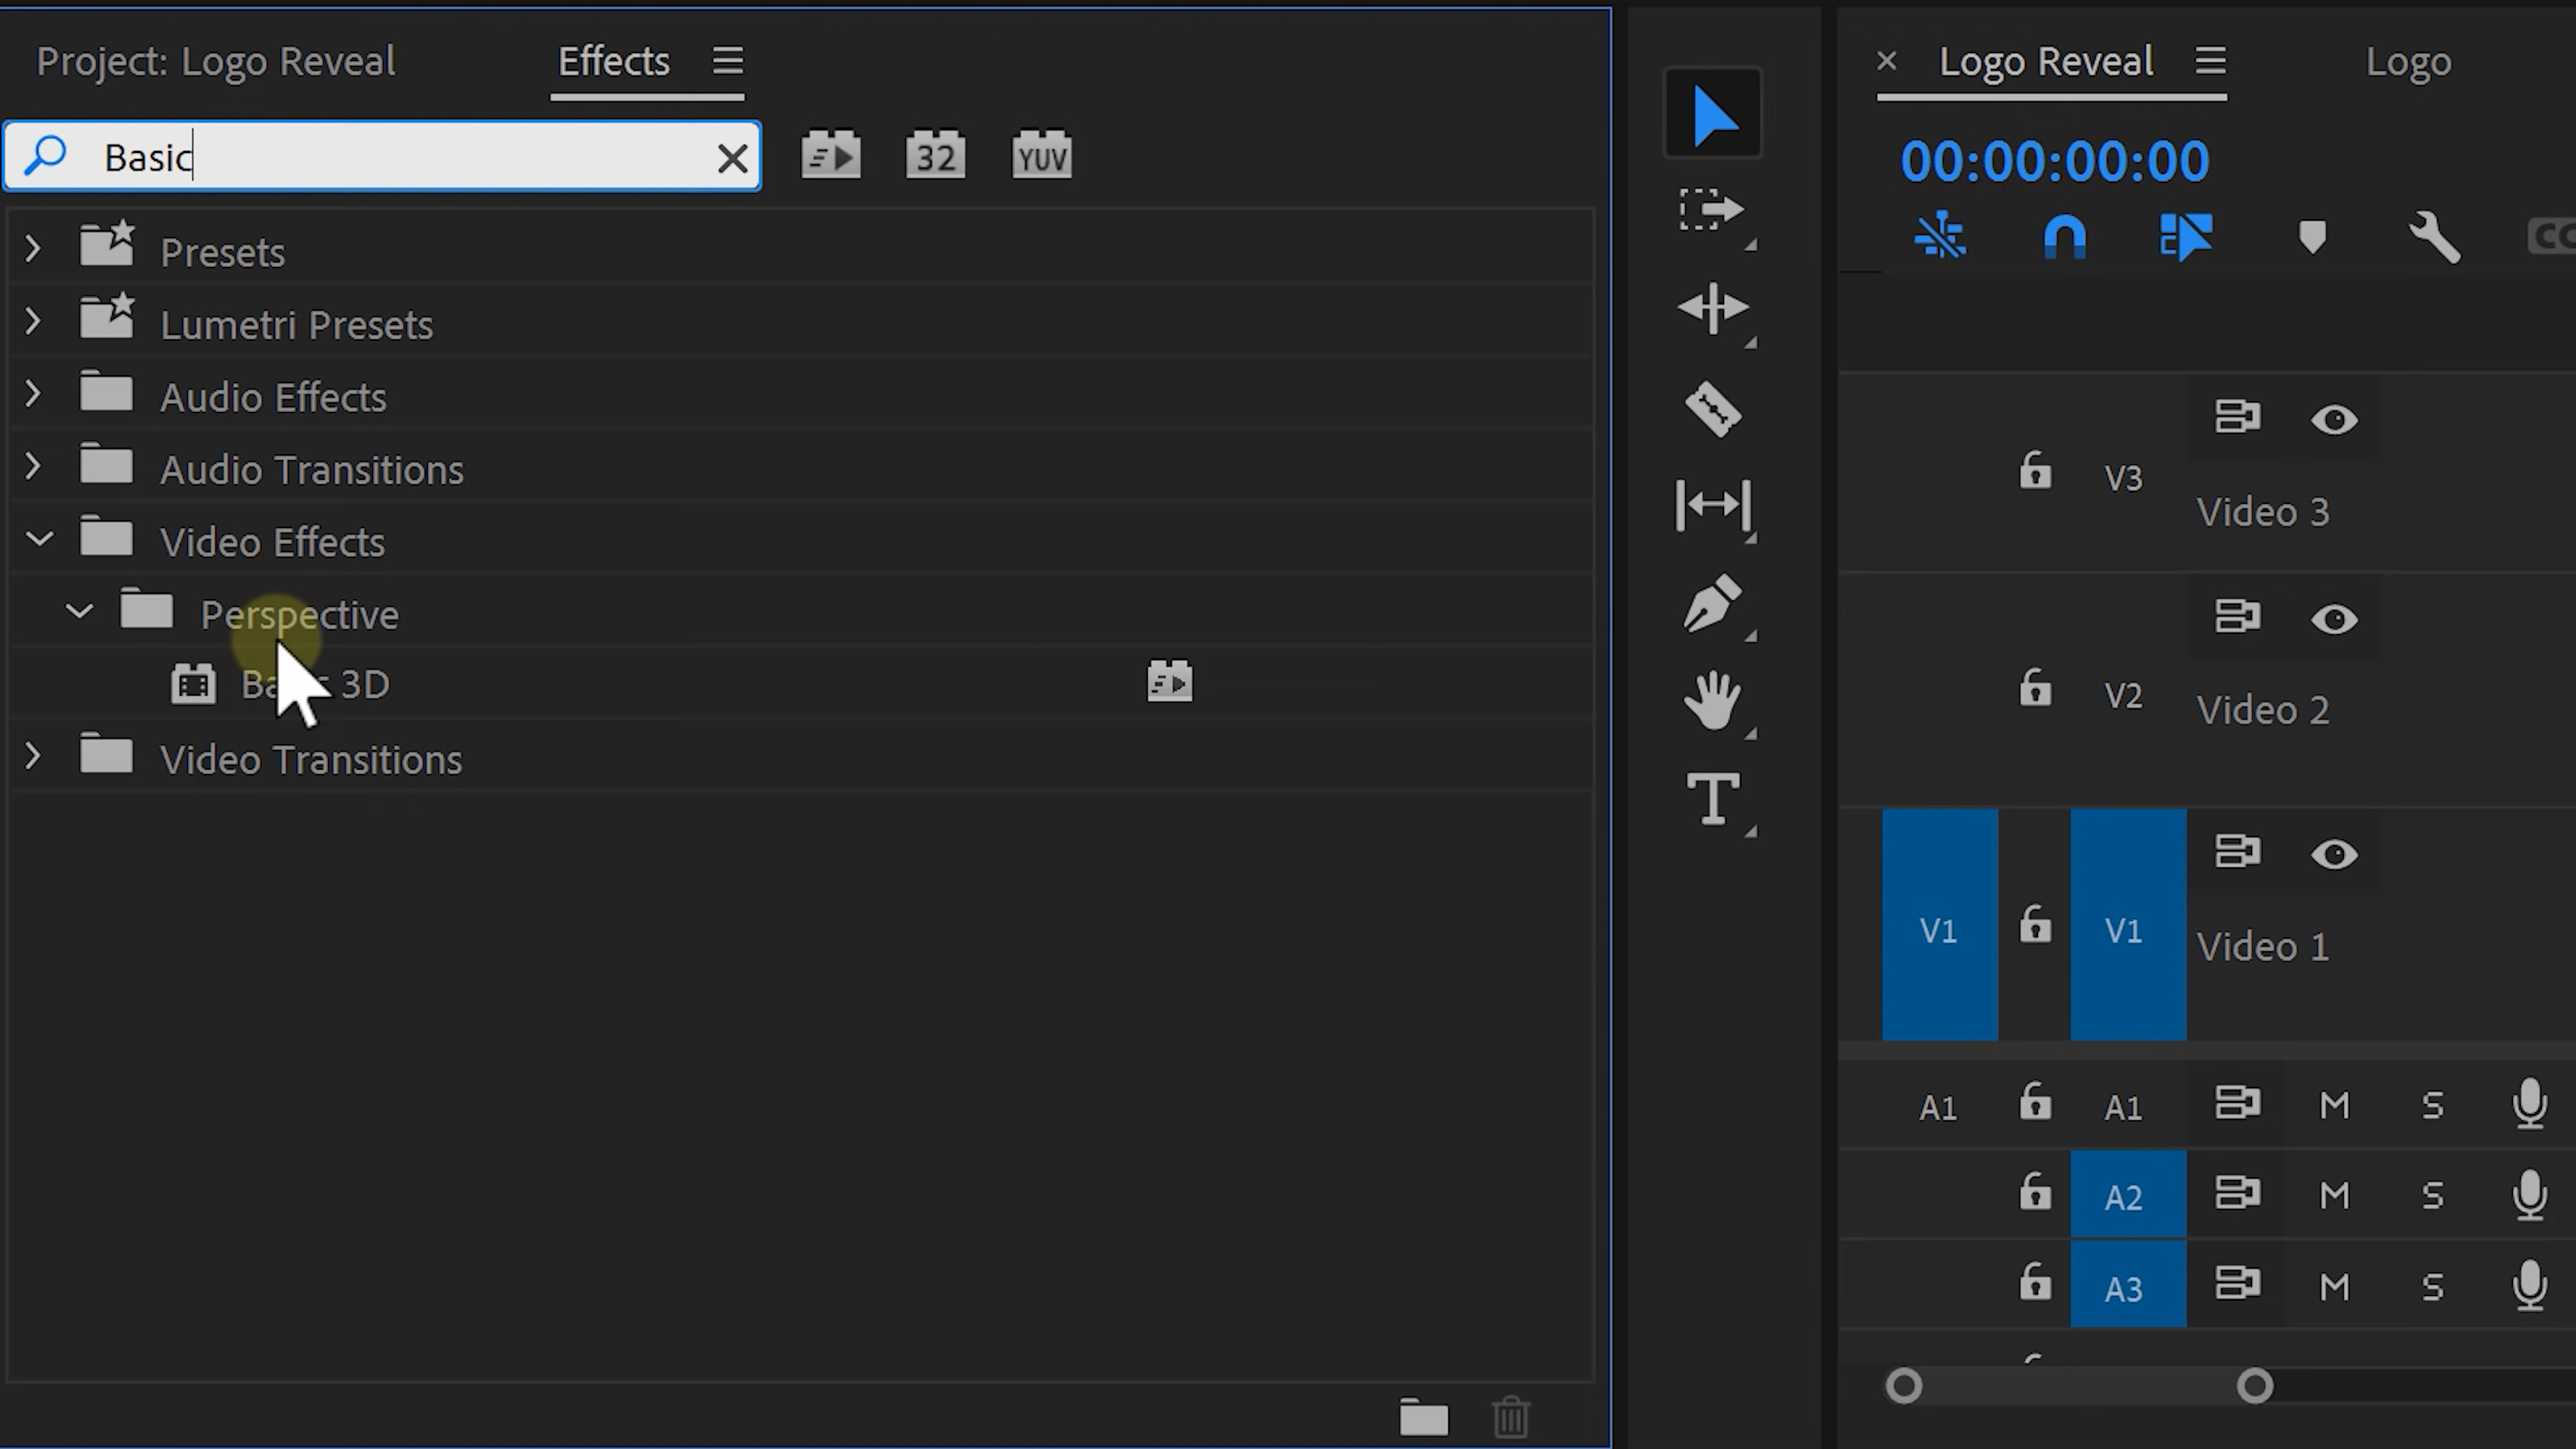 Project: Logo Reveal
Effects
Basic
32
YUV
Presets
Lumetri Presets
Audio Effects
Audio Transitions
Video Effects
Perspective
3D
Video Transitions
Logo Reveal
Logo
00:00:00:00
V3
Video 3
V2
Video 2
V1
V1
Video 1
A1
A1
M
S
A2
M
S
A3
M
S